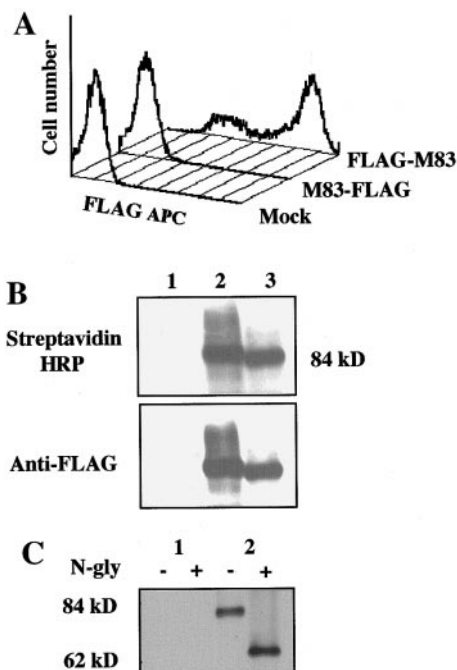 A
Cell number
FLAG APC
FLAG-M83
M83-FLAG
Mock
B
1 2 3
Streptavidin
HRP
84 kD
Anti-FLAG
C
1 2
N-gly - + - +
84 kD
62 kD